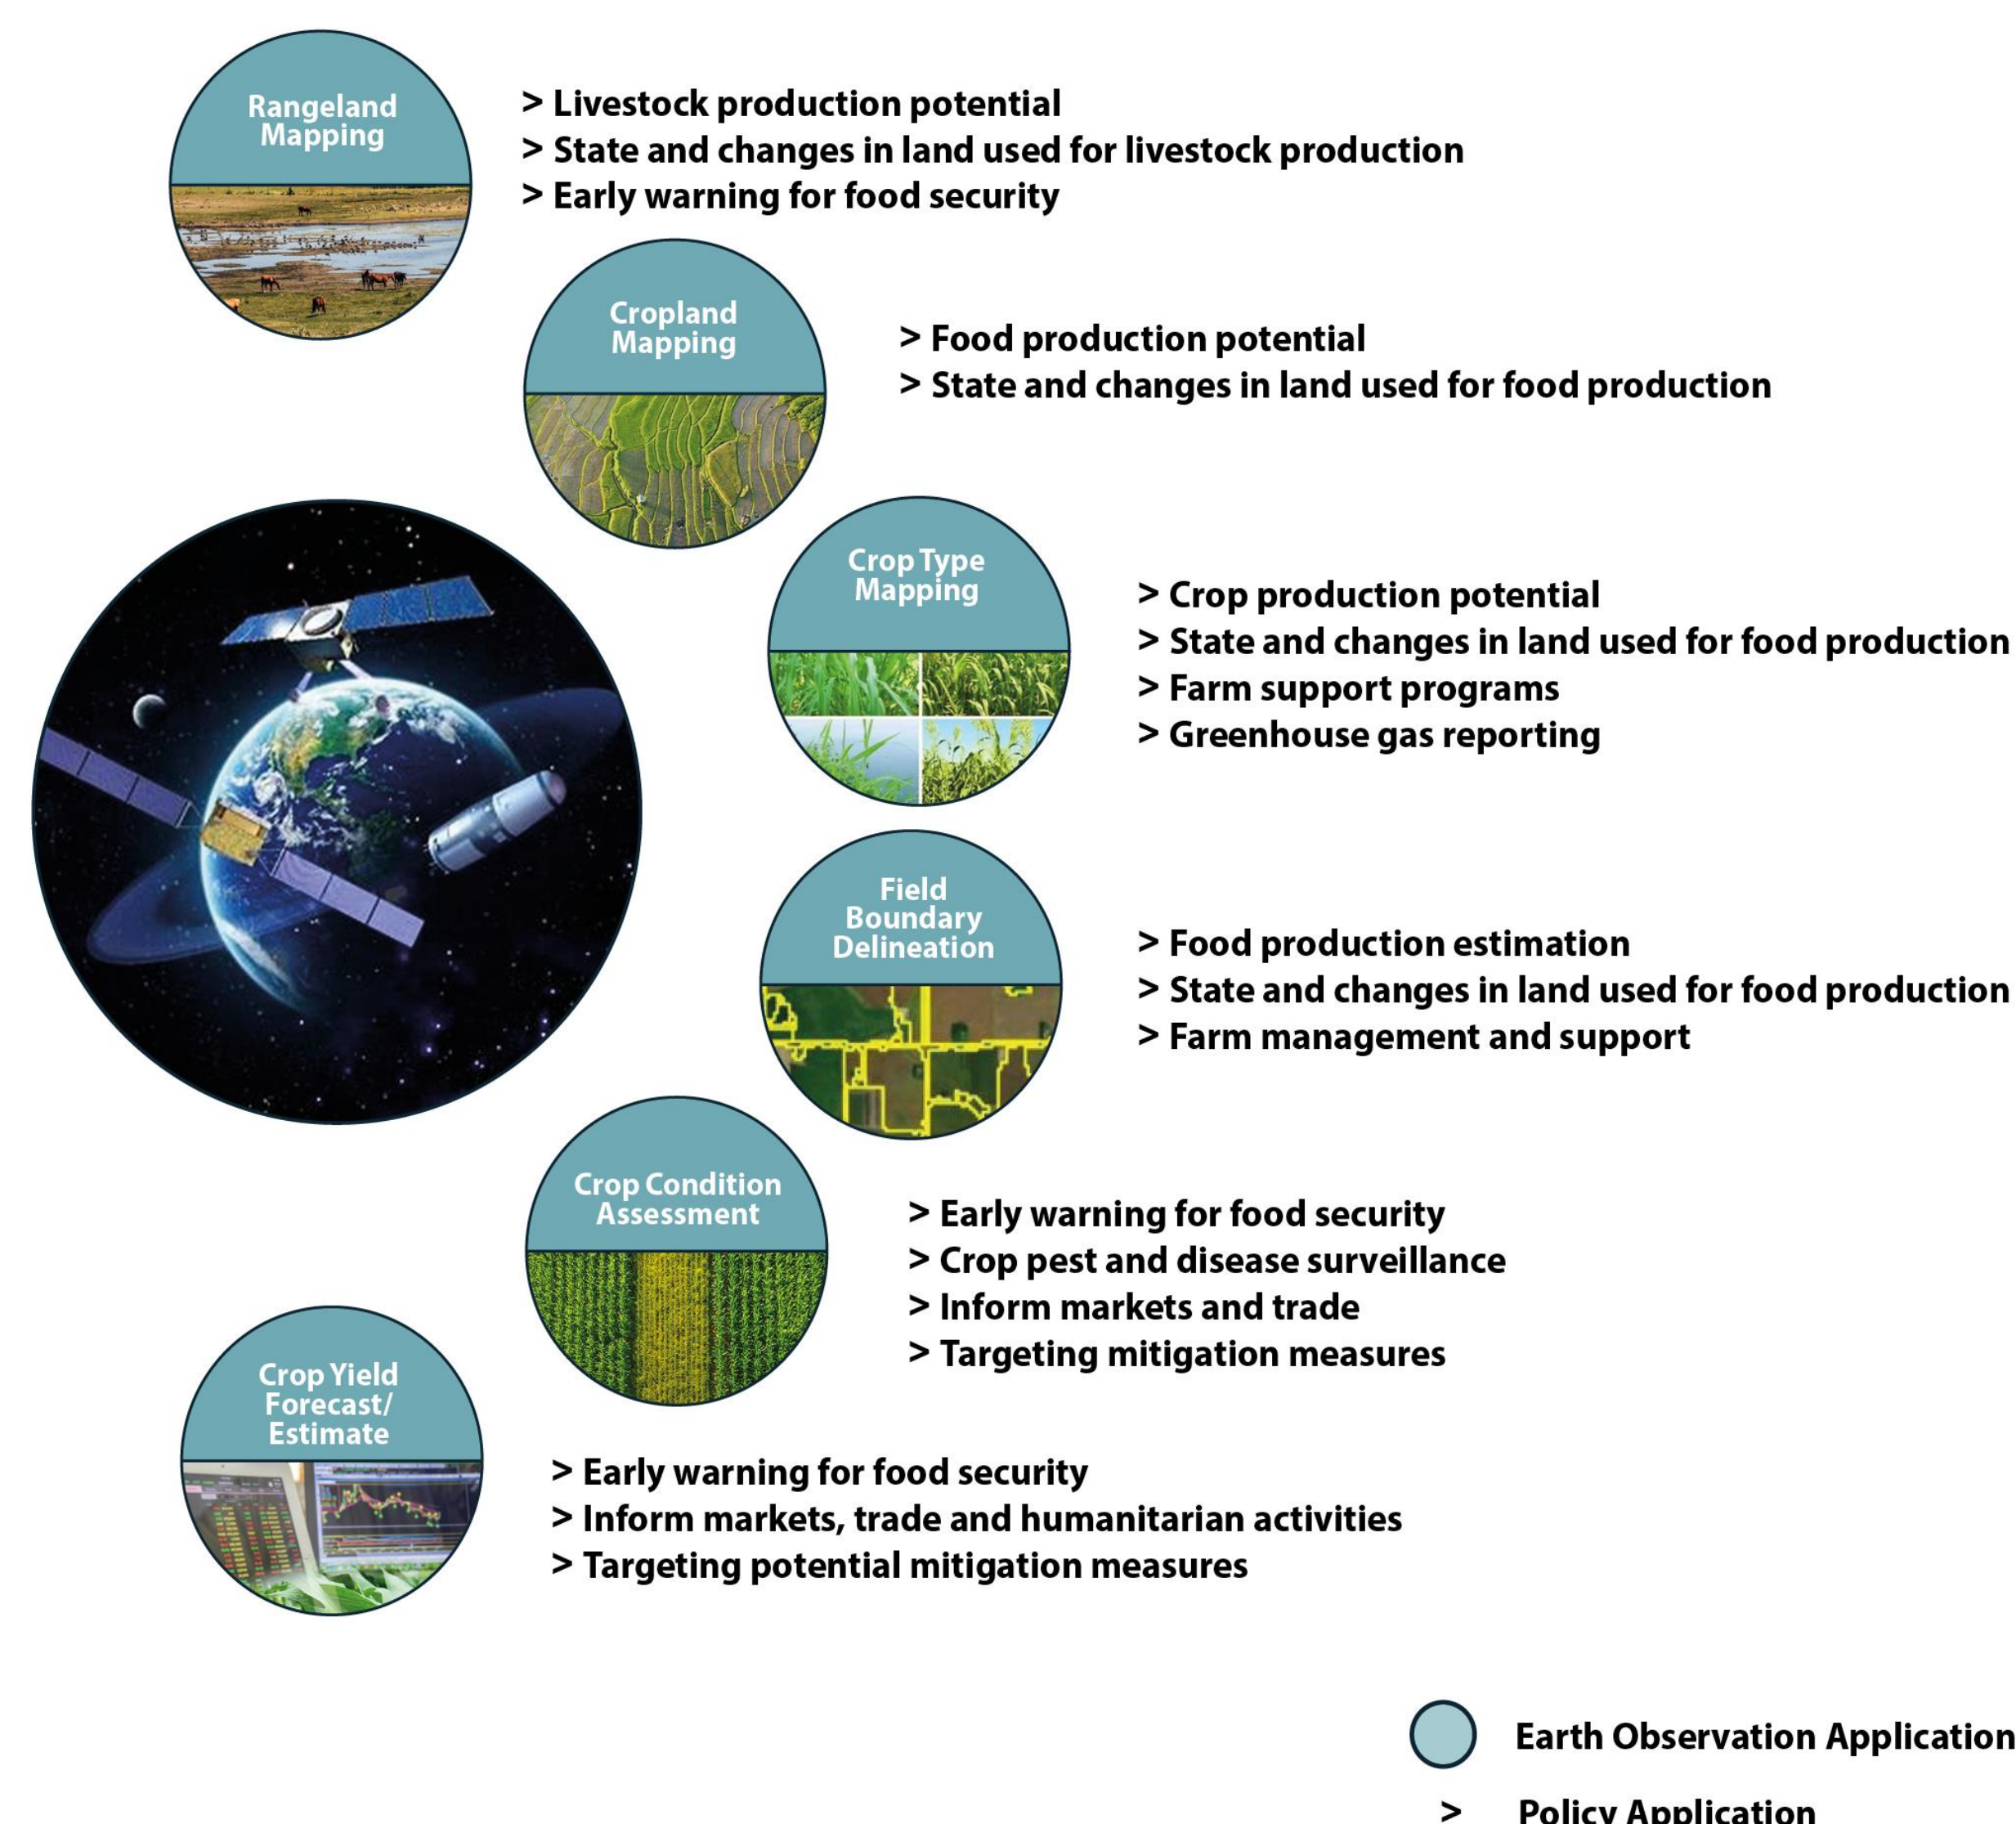 Rangeland
Mapping
> Livestock production potential
> State and changes in land used for livestock production
> Early warning for food security
Cropland
Mapping
> Food production potential
> State and changes in land used for food production
Crop Type
Mapping
> Crop production potential
> State and changes in land used for food production
> Farm support programs
> Greenhouse gas reporting
Field
Boundary
Delineation
> Food production estimation
> State and changes in land used for food production
> Farm management and support
Crop Condition
Assessment
> Early warning for food security
> Crop pest and disease surveillance
> Inform markets and trade
> Targeting mitigation measures
Crop Yield
Forecast/
Estimate
> Early warning for food security
> Inform markets, trade and humanitarian activities
> Targeting potential mitigation measures
Earth Observation Application
> Policy Application